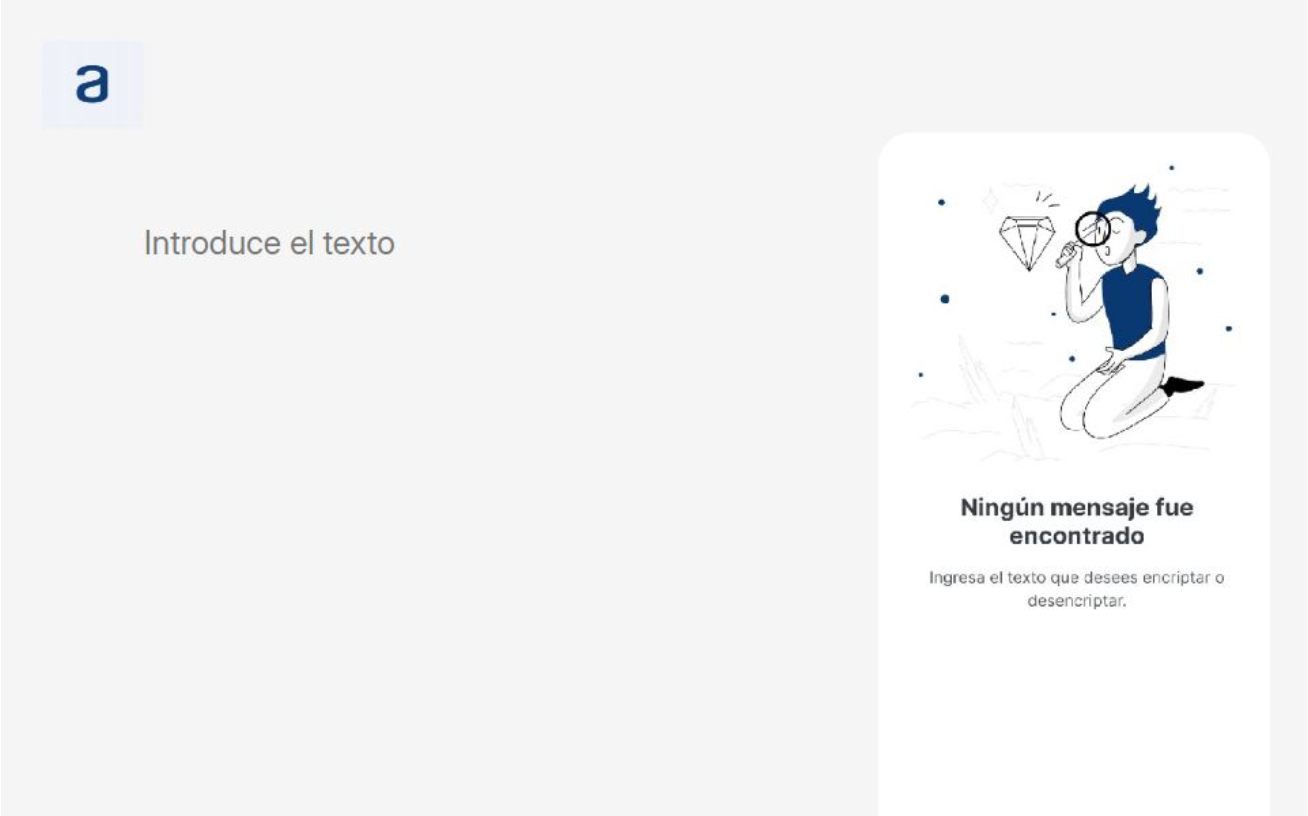 a
Introduce el texto
Ningún mensaje fue
encontrado
Ingresa el texto que desees encriptar o
desencriptar.